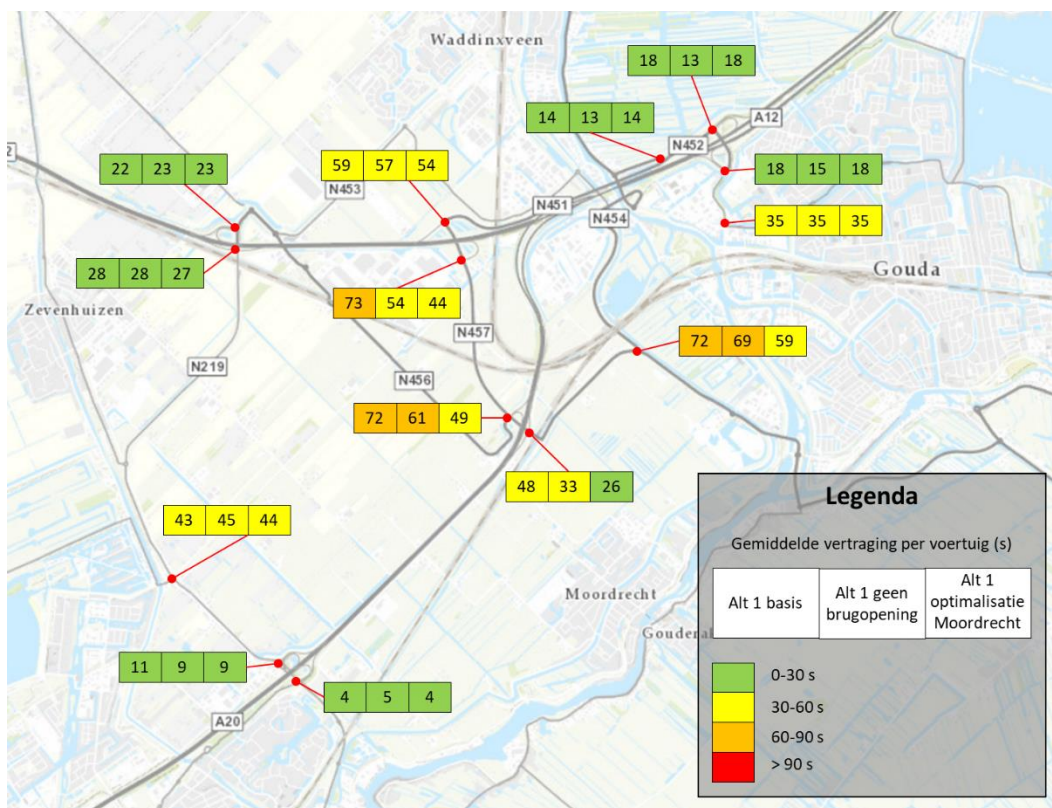 Waddinxveen
18 13 18
A12
14 13 14
N452
2
22 23 23
59 57 54
N453
18 15 18
N451
N454
35 35 35
28 28 27
Gouda
Zevenhuizen
73 54 44
N457
N219
72 69 59
N456
72 61 49
48 33 26
Legenda
Gemiddelde vertraging per voertuig (s)
Alt 1 basis
Alt 1 geen
brugopening
Alt 1
optimalisatie
Moordrecht
43 45 44
Moordrecht
Goudera
11 9 9
0-30 s
4 5 4
30-60 s
A20
60-90 s
> 90 s